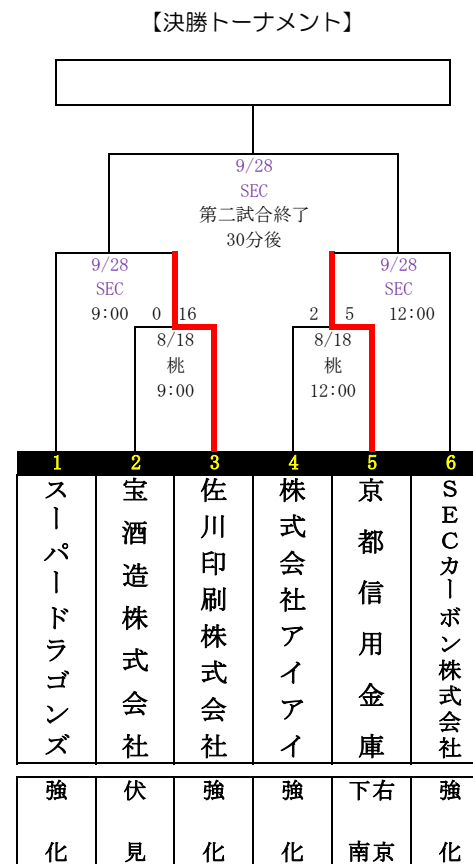 【決勝トーナメント】
9/28
SEC
第二試合終了
30分後
9/28
SEC
9:00
9/28
SEC
12:00
0 16
8/18
桃
9:00
2 5
8/18
桃
12:00
1 2 3 4 5 6
スーパードラゴンズ
宝酒造株式会社
佐川印刷株式会社
株式会社アイアイ
京都信用金庫
SECカーボン株式会社
強化
伏見
強化
強化
右京
下南
強化